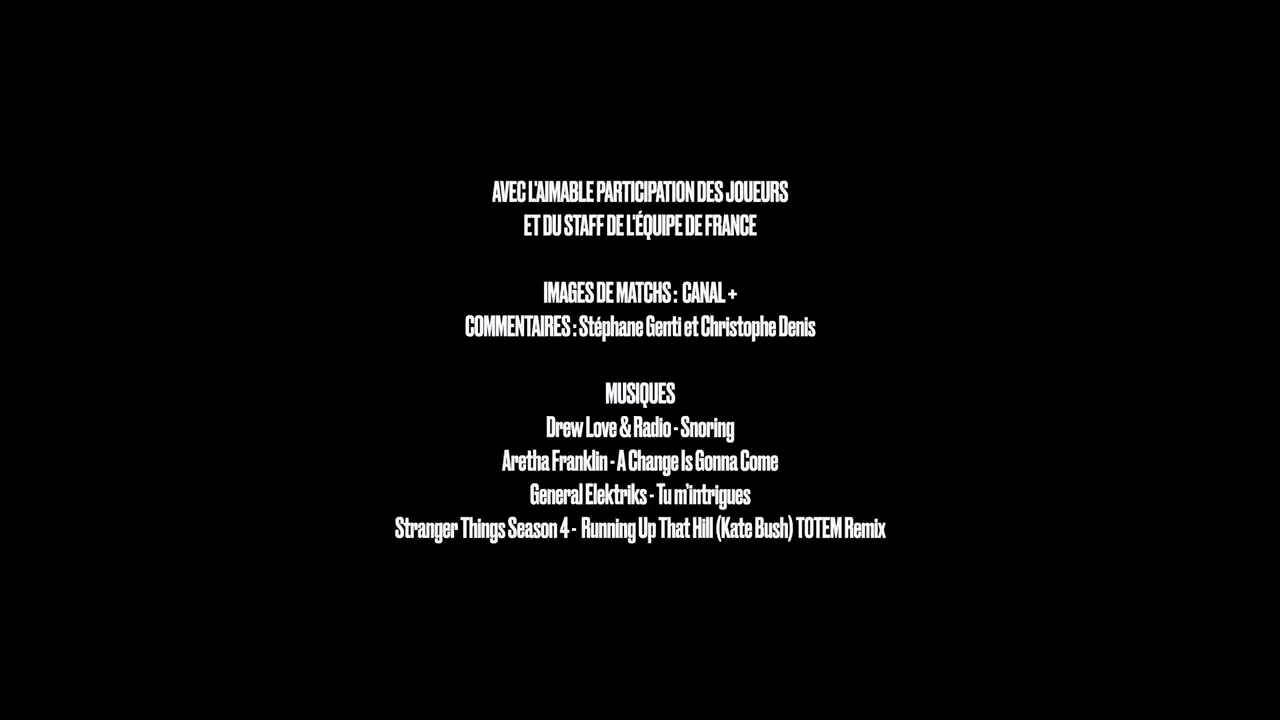 AVEC L'AIMABLE PARTICIPATION DES JOUEURS
ET DU STAFF DE L'ÉQUIPE DE FRANCE
IMAGES DE MATCHS : CANAL +
COMMENTAIRES : Stéphane Genti et Christophe Denis
MUSIQUES
Drew Love & Radio - Snoring
Aretha Franklin - A Change Is Gonna Come
General Elektriks - Tu m'intrigues
Stranger Things Season 4 - Running Up That Hill (Kate Bush) TOTEM Remix